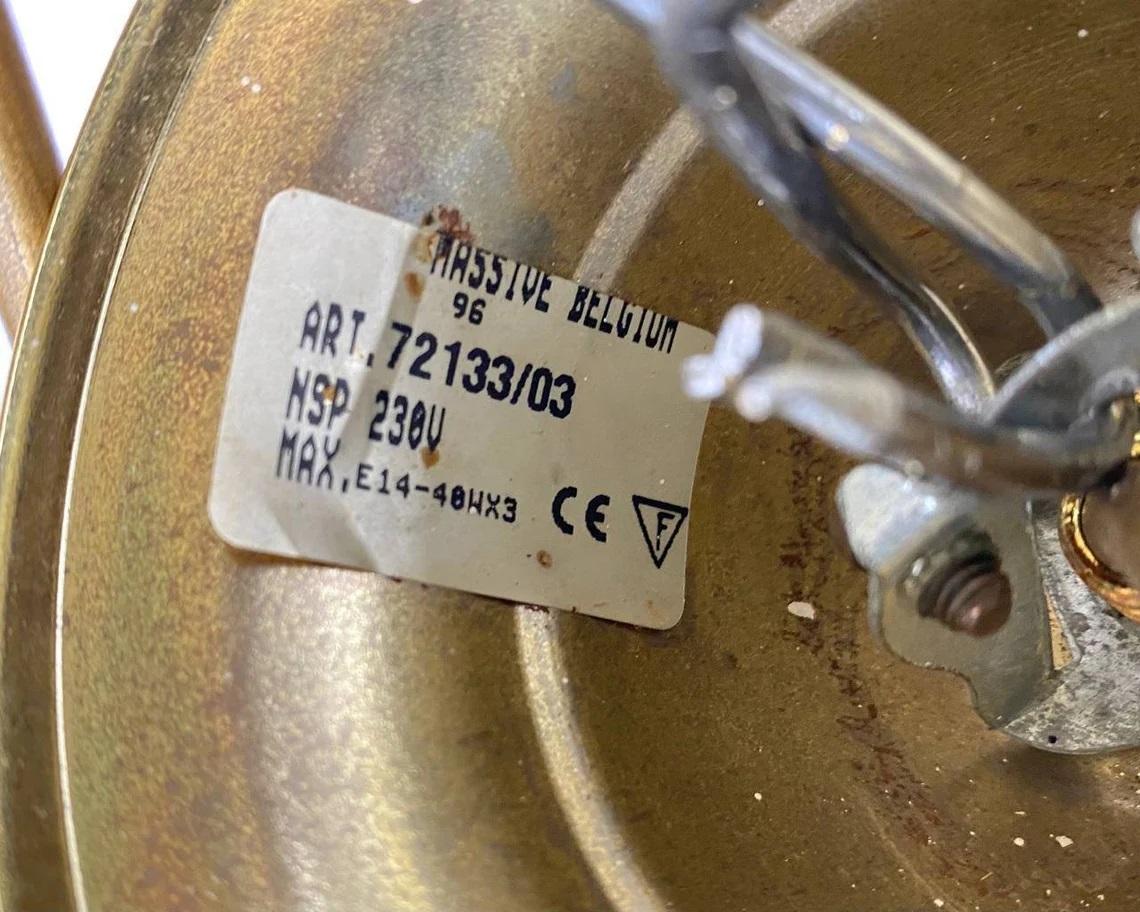 MASSIVE BELGIUM
96
ART.72133/03
NSP 230V
MAX.E14-40WX3 CE F